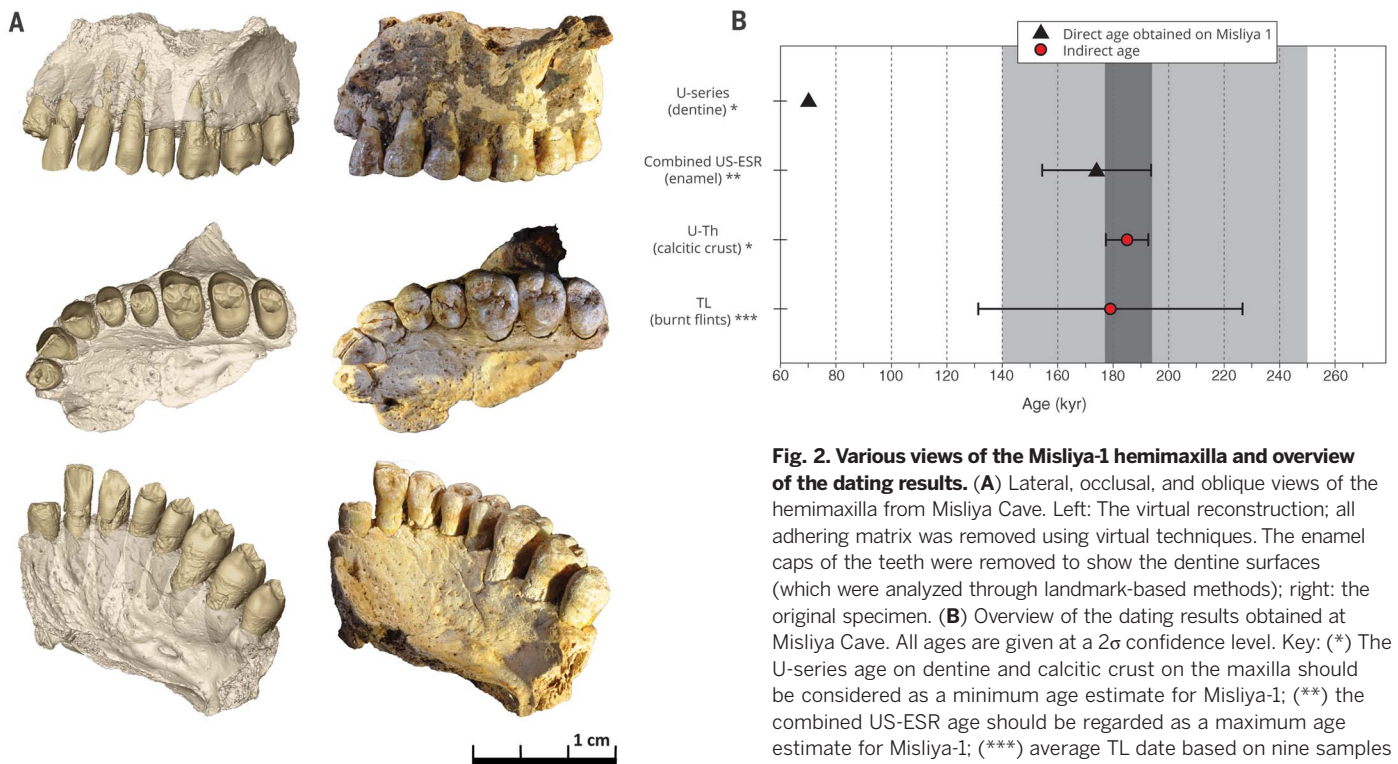 A
1 cm
B
Direct age obtained on Misliya 1
Indirect age
U-series
(dentine) *
Combined US-ESR
(enamel) **
U-Th
(calcitic crust) *
TL
(burnt flints) ***
60 80 100 120 140 160 180 200 220 240 260
Age (kyr)
Fig. 2. Various views of the Misliya-1 hemimaxilla and overview
of the dating results. (A) Lateral, occlusal, and oblique views of the
hemimaxilla from Misliya Cave. Left: The virtual reconstruction; all
adhering matrix was removed using virtual techniques. The enamel
caps of the teeth were removed to show the dentine surfaces
(which were analyzed through landmark-based methods); right: the
original specimen. (B) Overview of the dating results obtained at
Misliya Cave. All ages are given at a 2σ confidence level. Key: (*) The
U-series age on dentine and calcitic crust on the maxilla should
be considered as a minimum age estimate for Misliya-1; (**) the
combined US-ESR age should be regarded as a maximum age
estimate for Misliya-1; (***) average TL date based on nine samples